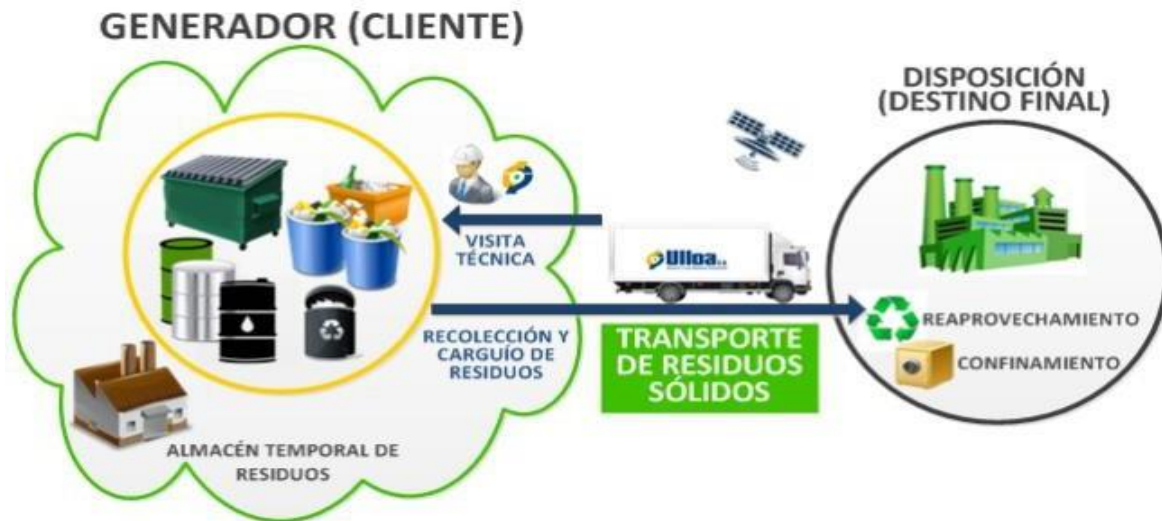 GENERADOR (CLIENTE)
DISPOSICIÓN
(DESTINO FINAL)
VISITA
TÉCNICA
Ulloa
RECOLECCIÓN Y
CARGUÍO DE
RESIDUOS
TRANSPORTE
DE RESIDUOS
SÓLIDOS
REAPROVECHAMIENTO
CONFINAMIENTO
ALMACÉN TEMPORAL DE
RESIDUOS